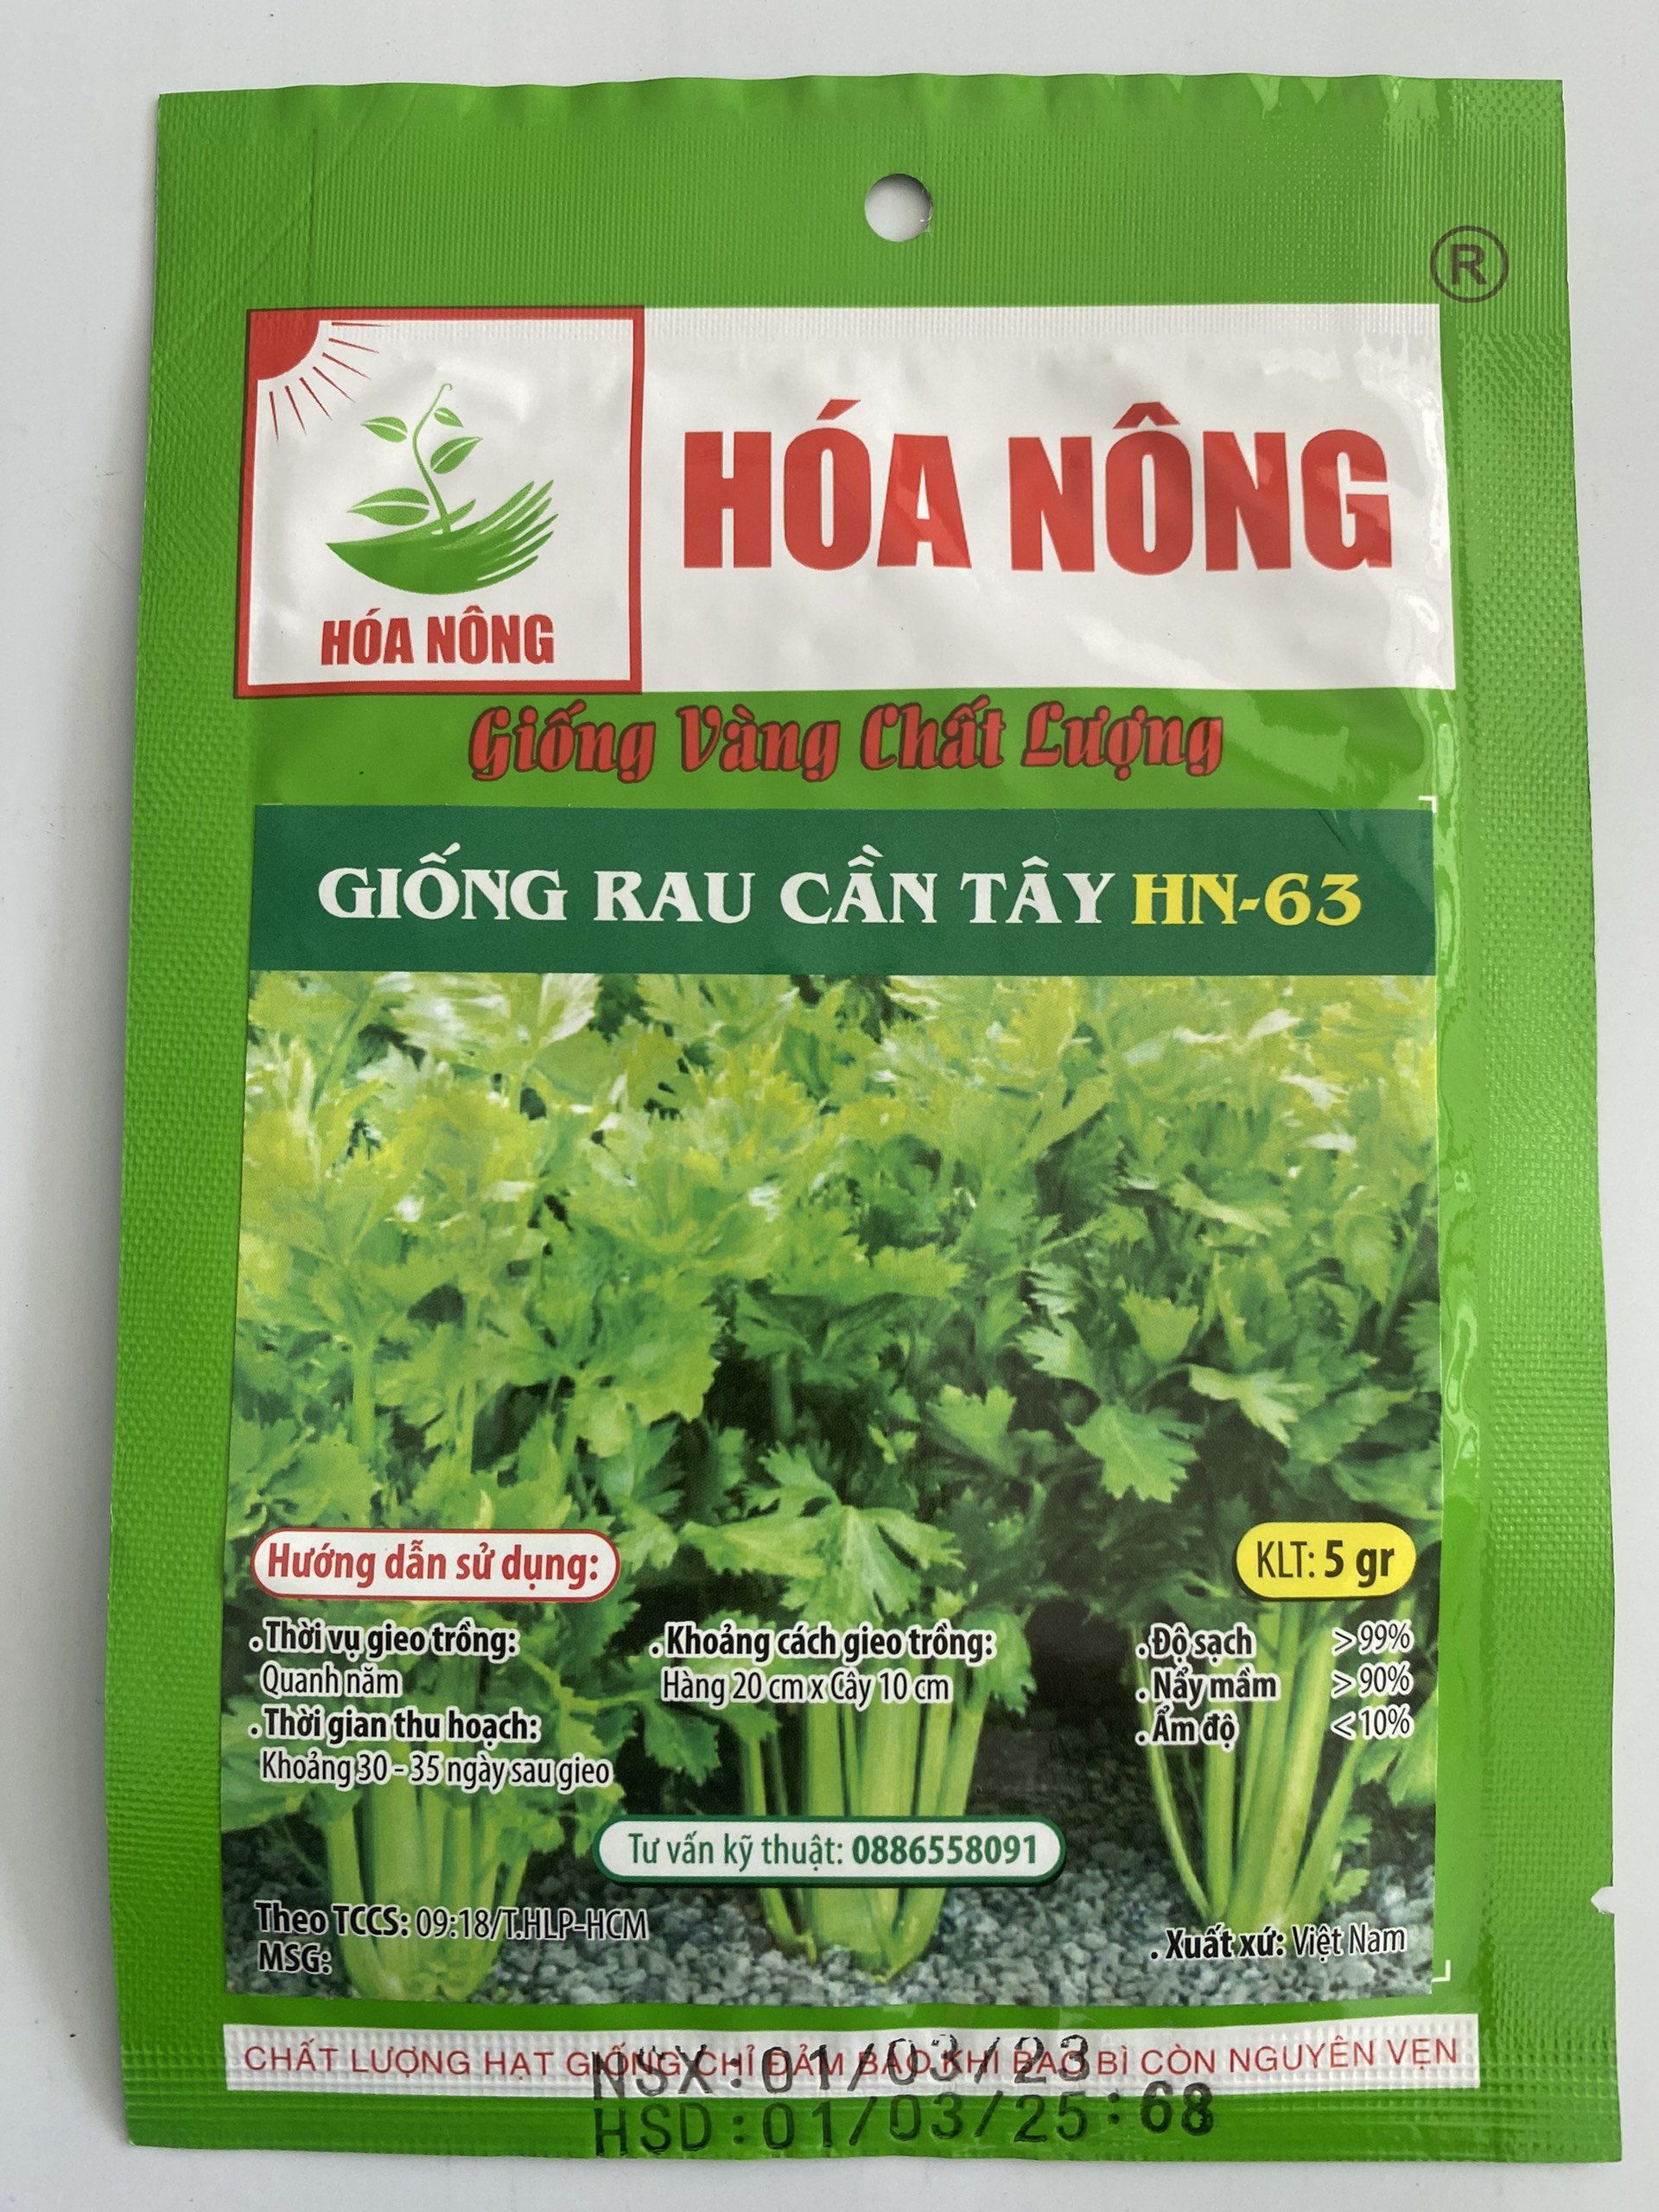 ®
HÓA NÔNG
HÓA NÔNG
Giống Vàng Chất Lượng
GIỐNG RAU CẦN TÂY HN-63
Hướng dẫn sử dụng:
KLT: 5 gr
. Thời vụ gieo trồng:
Quanh năm
. Thời gian thu hoạch:
Khoảng 30 - 35 ngày sau gieo
. Khoảng cách gieo trồng:
Hàng 20 cm x Cây 10 cm
. Độ sạch > 99%
. Nẩy mầm > 90%
. Ẩm độ < 10%
Tư vấn kỹ thuật: 0886558091
Theo TCCS: 09:18/T.HLP-HCM
MSG:
. Xuất xứ: Việt Nam
CHẤT LƯỢNG HẠT GIỐNG CHỈ ĐẢM BẢO KHI BAO BÌ CÒN NGUYÊN VẸN
NSX:01/03/23
HSD:01/03/25:68